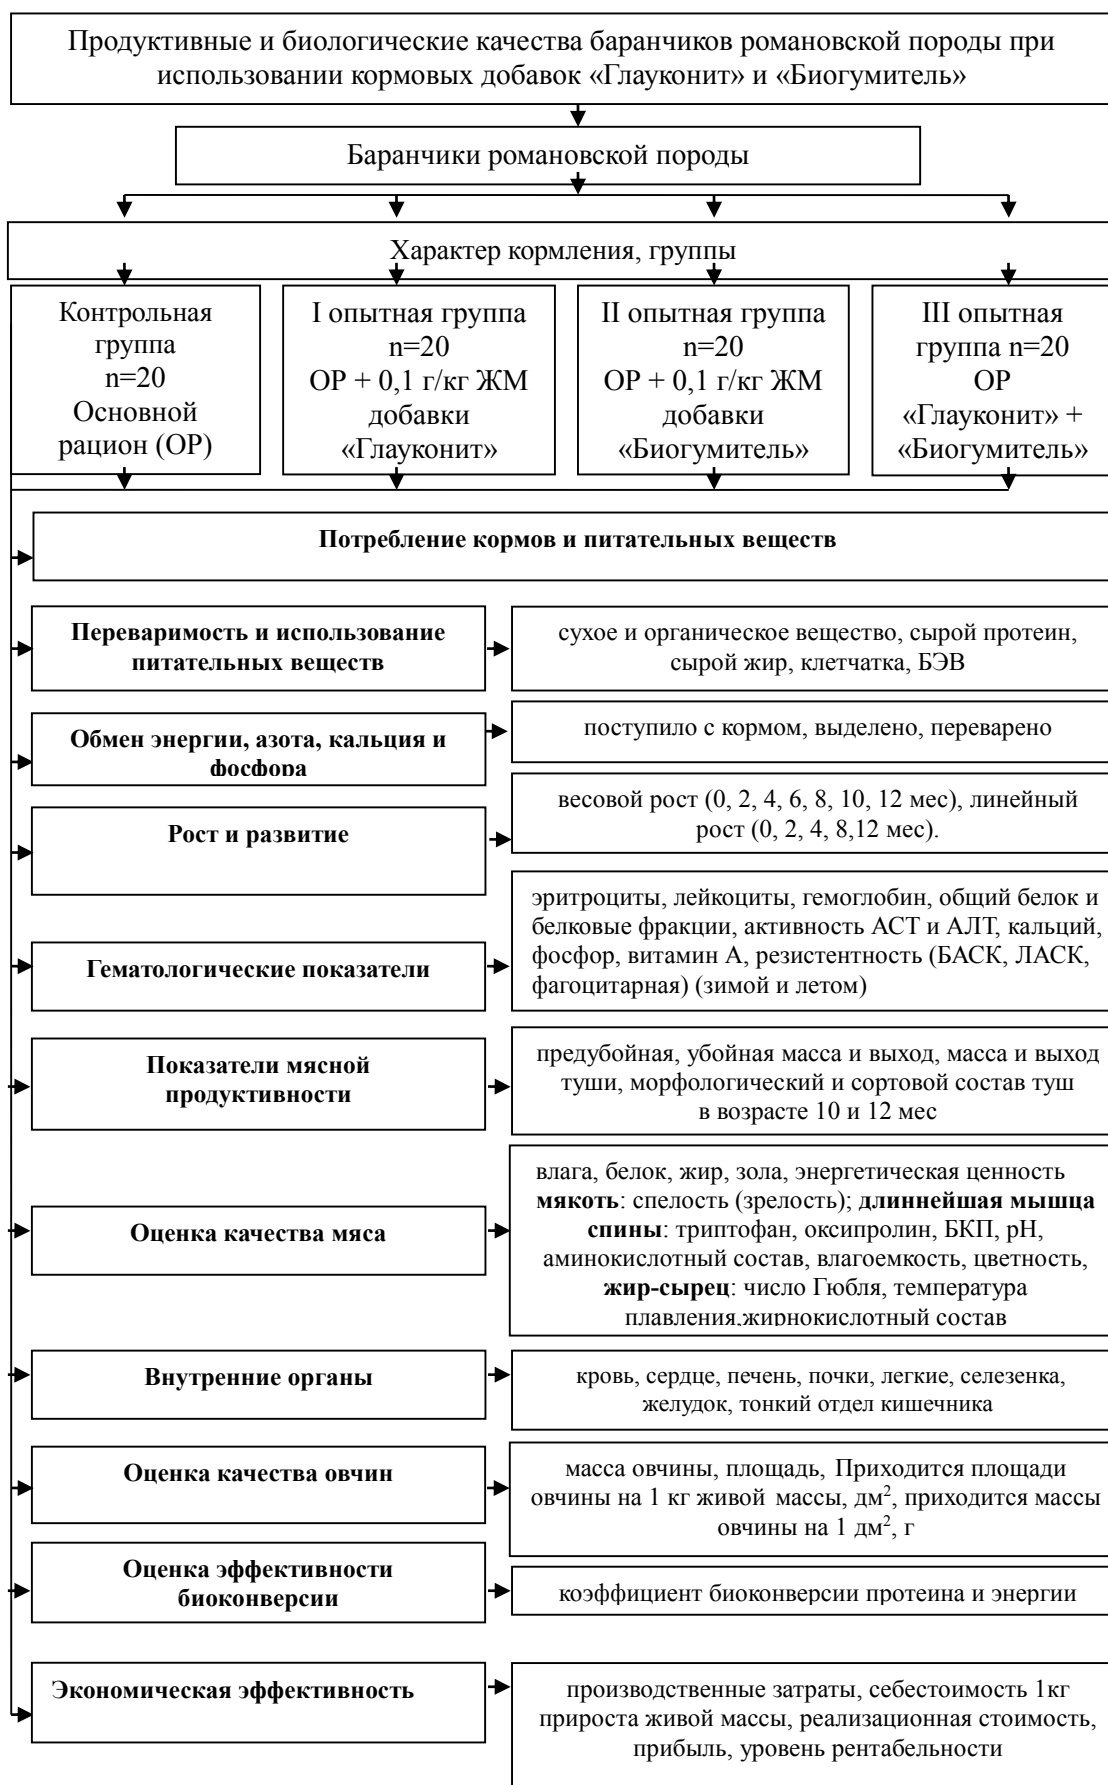 Продуктивные и биологические качества баранчиков романовской породы при
использовании кормовых добавок «Глауконит» и «Биогумитель»
Баранчики романовской породы
Характер кормления, группы
Контрольная
группа
n=20
Основной
рацион (ОР)
I опытная группа
n=20
ОР + 0,1 г/кг ЖМ
добавки
«Глауконит»
II опытная группа
n=20
ОР + 0,1 г/кг ЖМ
добавки
«Биогумитель»
III опытная
группа n=20
ОР
«Глауконит» +
«Биогумитель»
Потребление кормов и питательных веществ
Переваримость и использование
питательных веществ
сухое и органическое вещество, сырой протеин,
сырой жир, клетчатка, БЭВ
Обмен энергии, азота, кальция и
фосфора
поступило с кормом, выделено, переварено
Рост и развитие
весовой рост (0, 2, 4, 6, 8, 10, 12 мес), линейный
рост (0, 2, 4, 8,12 мес).
Гематологические показатели
эритроциты, лейкоциты, гемоглобин, общий белок и
белковые фракции, активность АСТ и АЛТ, кальций,
фосфор, витамин А, резистентность (БАСК, ЛАСК,
фагоцитарная) (зимой и летом)
Показатели мясной
продуктивности
предубойная, убойная масса и выход, масса и выход
туши, морфологический и сортовой состав туш
в возрасте 10 и 12 мес
Оценка качества мяса
влага, белок, жир, зола, энергетическая ценность
мякоть: спелость (зрелость); длиннейшая мышца
спины: триптофан, оксипролин, БКП, рН,
аминокислотный состав, влагоемкость, цветность,
жир-сырец: число Гюбля, температура
плавления,жирнокислотный состав
Внутренние органы
кровь, сердце, печень, почки, легкие, селезенка,
желудок, тонкий отдел кишечника
Оценка качества овчин
масса овчины, площадь, Приходится площади
овчины на 1 кг живой массы, дм², приходится массы
овчины на 1 дм², г
Оценка эффективности
биоконверсии
коэффициент биоконверсии протеина и энергии
Экономическая эффективность
производственные затраты, себестоимость 1кг
прироста живой массы, реализационная стоимость,
прибыль, уровень рентабельности